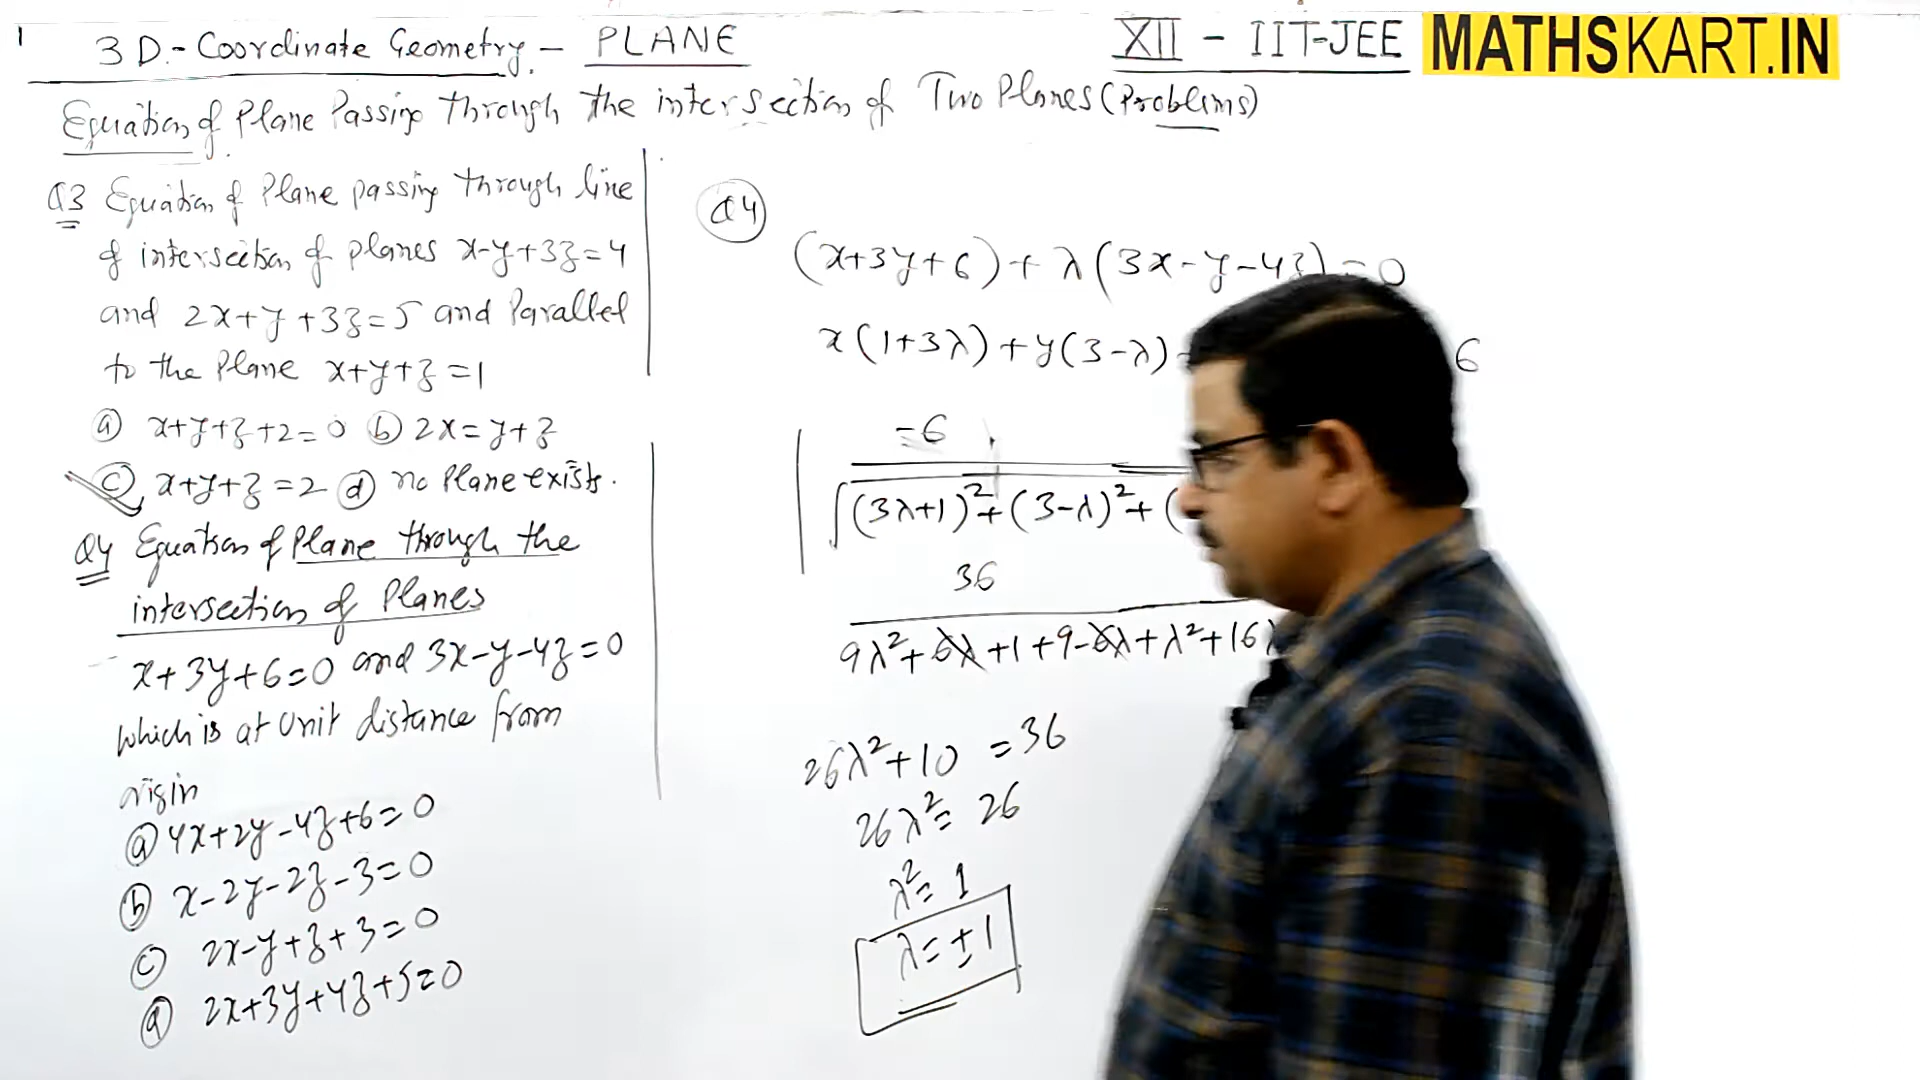 1
3D.-Coordinate Geometry.- PLANE XII - IIT-JEE MATHSKART.IN
Equation of Plane Passing through the intersection of Two Planes (Problems)
Q3 Equation of Plane passing through line
of intersection of planes x-y+3z=4
and 2x+y+3z=5 and Parallel
to the Plane x+y+z=1
(a) x+y+z+2=0 (b) 2x=y+z
(c) x+y+z=2 (d) no Plane exists.
Q4 Equation of Plane through the
intersection of Planes
x+3y+6=0 and 3x-y-4z=0
which is at unit distance from
origin
(a) 4x+2y-4z+6=0
(b) x-2y-2z-3=0
(c) 2x-y+z+3=0
(d) 2x+3y+4z+5=0
Q4
(x+3y+6)+λ(3x-y-4z)=0
x(1+3λ)+y(3-λ) 6
=6
√(3λ+1)²+(3-λ)²+(
36
9λ²+6λ+1+9-6λ+λ²+16λ
26λ²+10 =36
26λ²=26
λ²=1
λ=±1